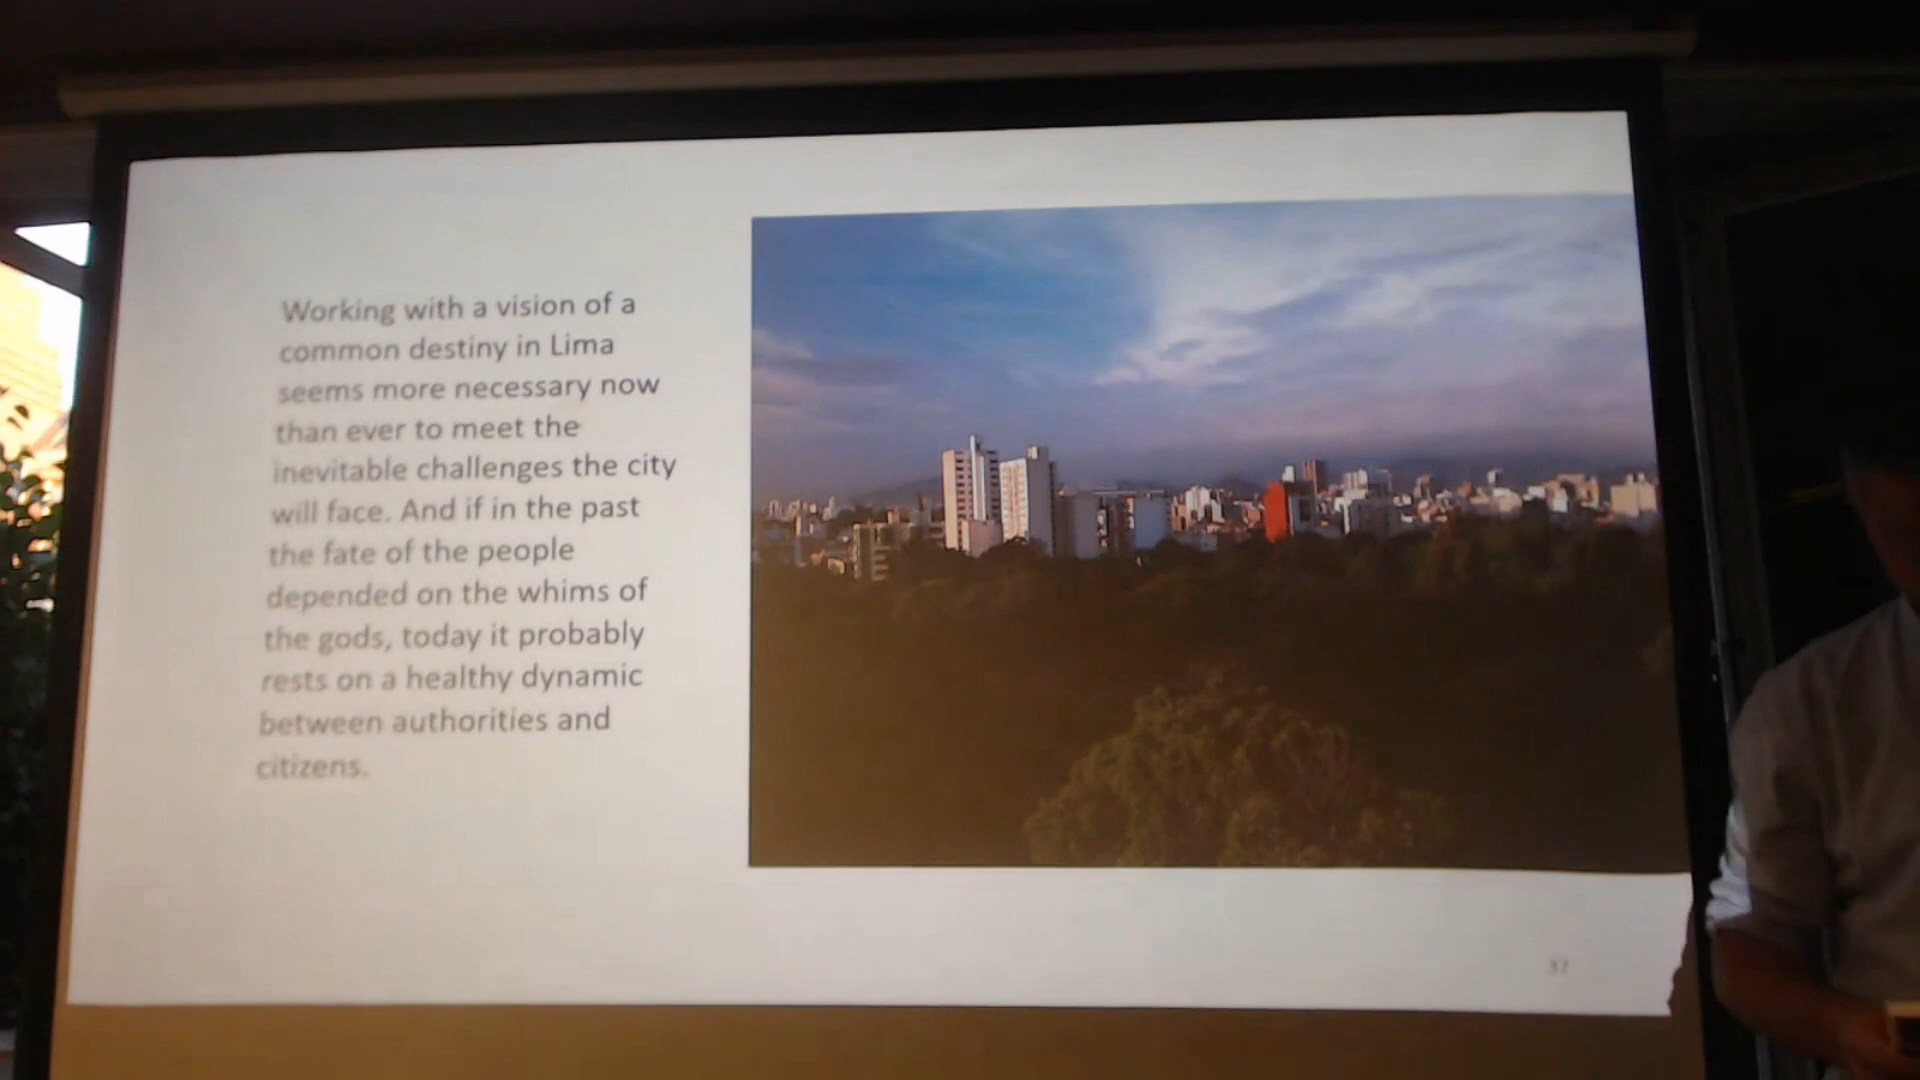 Working with a vision of a
common destiny in Lima
seems more necessary now
than ever to meet the
inevitable challenges the city
will face. And if in the past
the fate of the people
depended on the whims of
the gods, today it probably
rests on a healthy dynamic
between authorities and
citizens.